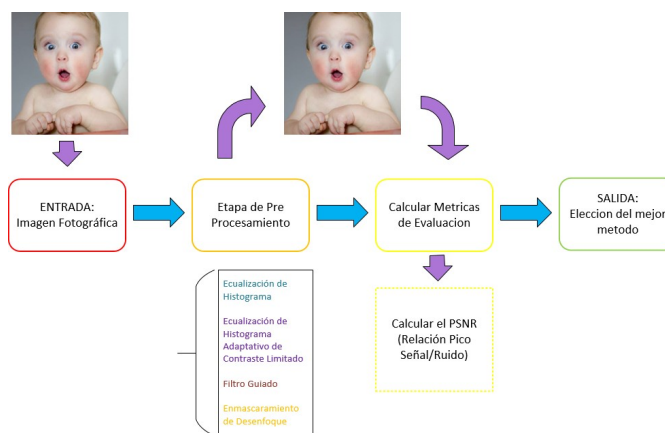 ENTRADA:
Imagen Fotográfica
Etapa de Pre
Procesamiento
Calcular Metricas
de Evaluacion
SALIDA:
Eleccion del mejor
metodo
Ecualización de
Histograma
Ecualización de
Histograma
Adaptativo de
Contraste Limitado
Filtro Guiado
Enmascaramiento
de Desenfoque
Calcular el PSNR
(Relación Pico
Señal/Ruido)